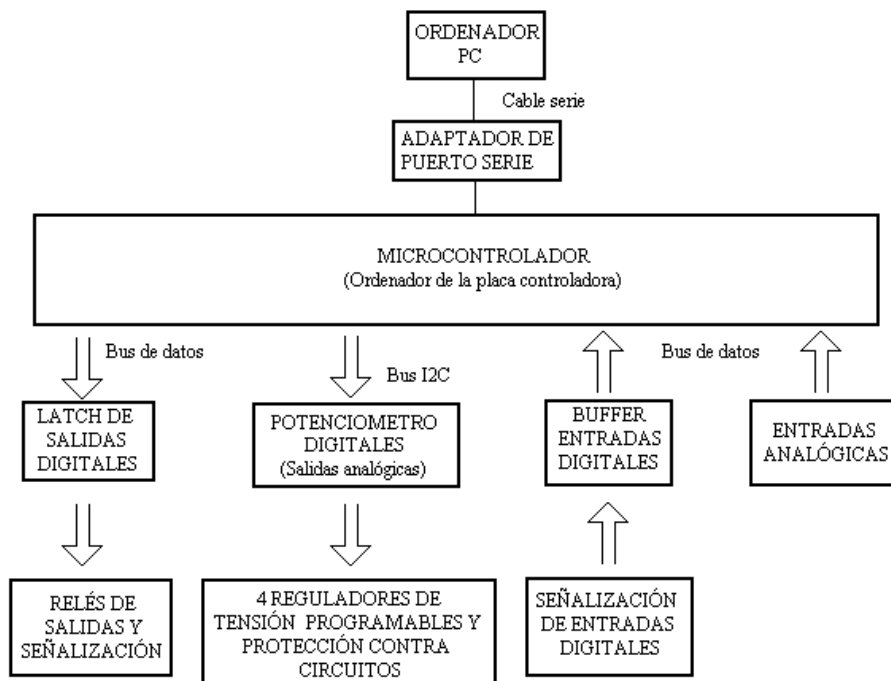 ORDENADOR
PC
Cable serie
ADAPTADOR DE
PUERTO SERIE
MICROCONTROLADOR
(Ordenador de la placa controladora)
Bus de datos
Bus I2C
Bus de datos
LATCH DE
SALIDAS
DIGITALES
POTENCIOMETRO
DIGITALES
(Salidas analógicas)
BUFFER
ENTRADAS
DIGITALES
ENTRADAS
ANALÓGICAS
RELÉS DE
SALIDAS Y
SEÑALIZACIÓN
4 REGULADORES DE
TENSIÓN PROGRAMABLES Y
PROTECCIÓN CONTRA
CIRCUITOS
SEÑALIZACIÓN
DE ENTRADAS
DIGITALES